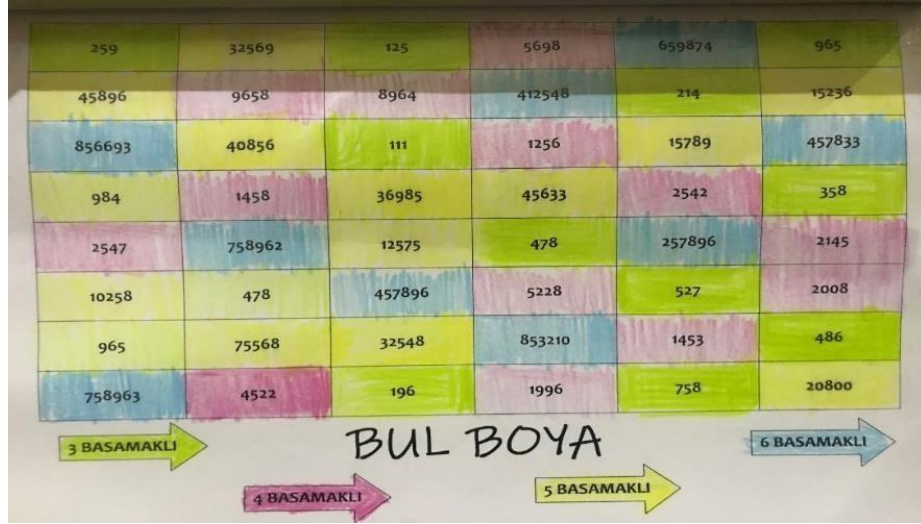 259 32569 125 5698 659874 965
45896 9658 8964 412548 214 15236
856693 40856 111 1256 15789 457833
984 1458 36985 45633 2542 358
2547 758962 12575 478 257896 2145
10258 478 457896 5228 527 2008
965 75568 32548 853210 1453 486
758963 4522 196 1996 758 20800
3 BASAMAKLI
BUL BOYA
6 BASAMAKLI
4 BASAMAKLI
5 BASAMAKLI